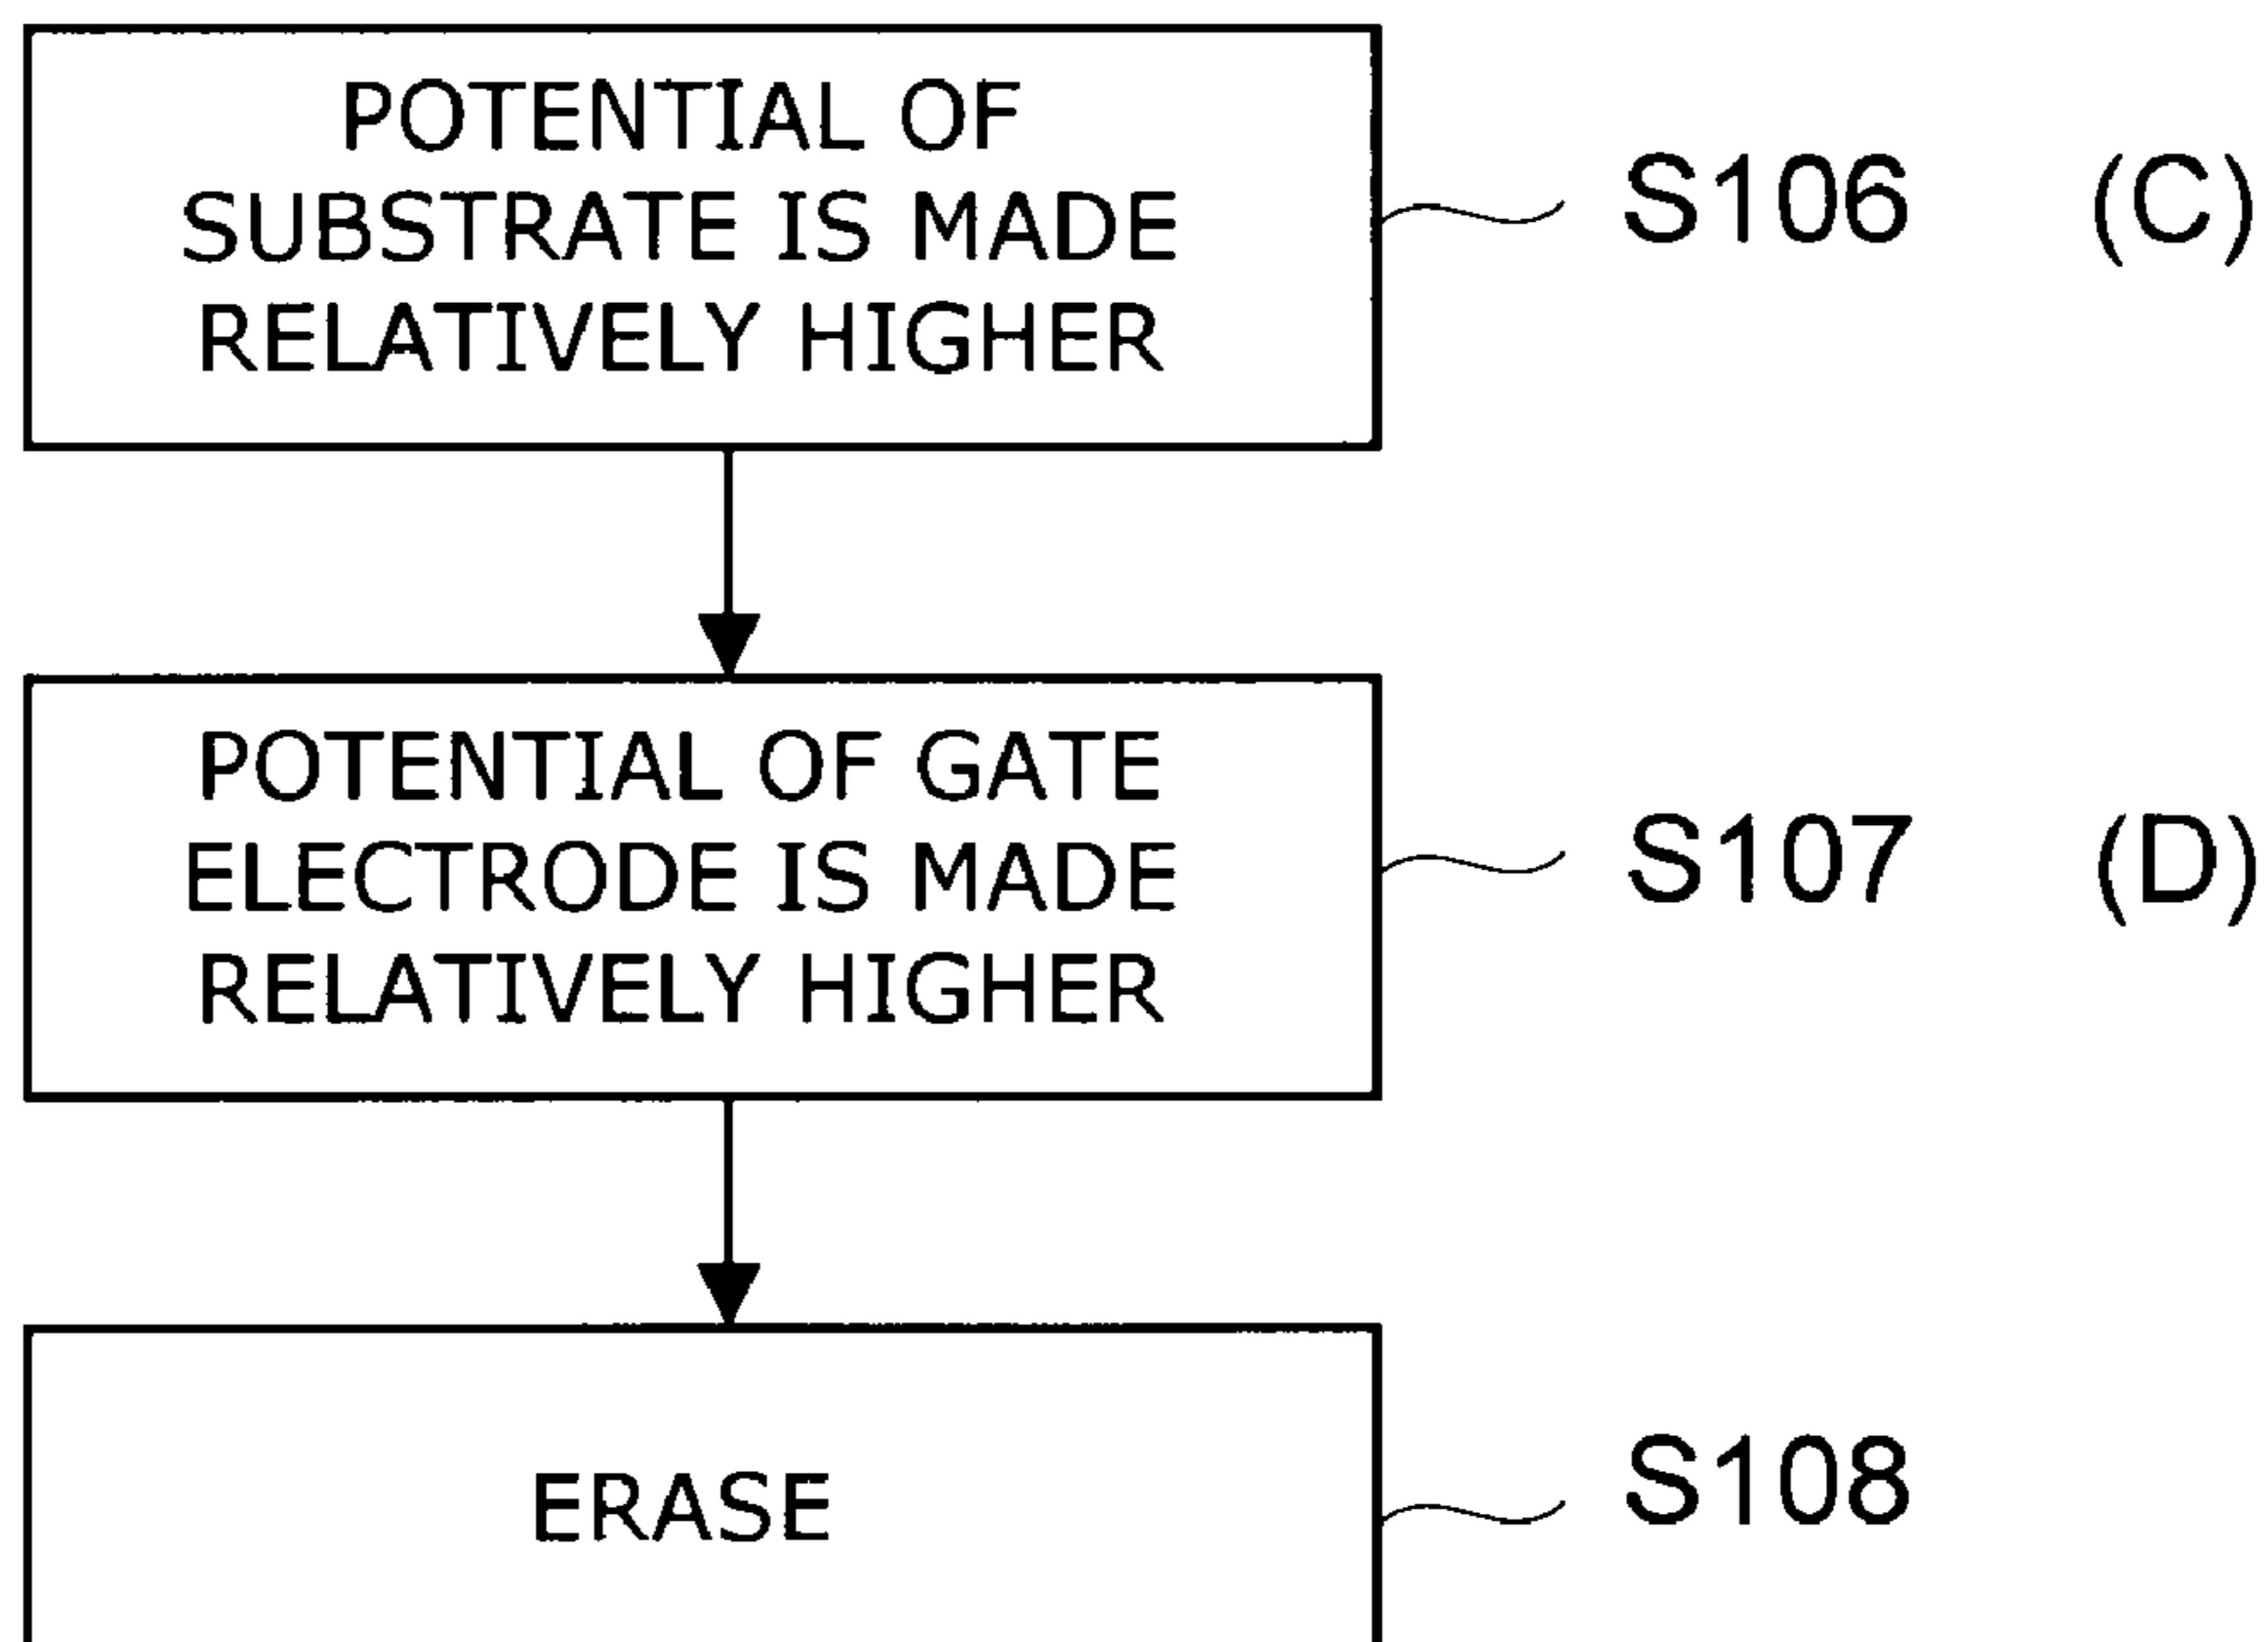 POTENTIAL OF
SUBSTRATE IS MADE
RELATIVELY HIGHER
S106 (C)
POTENTIAL OF GATE
ELECTRODE IS MADE
RELATIVELY HIGHER
S107 (D)
ERASE
S108